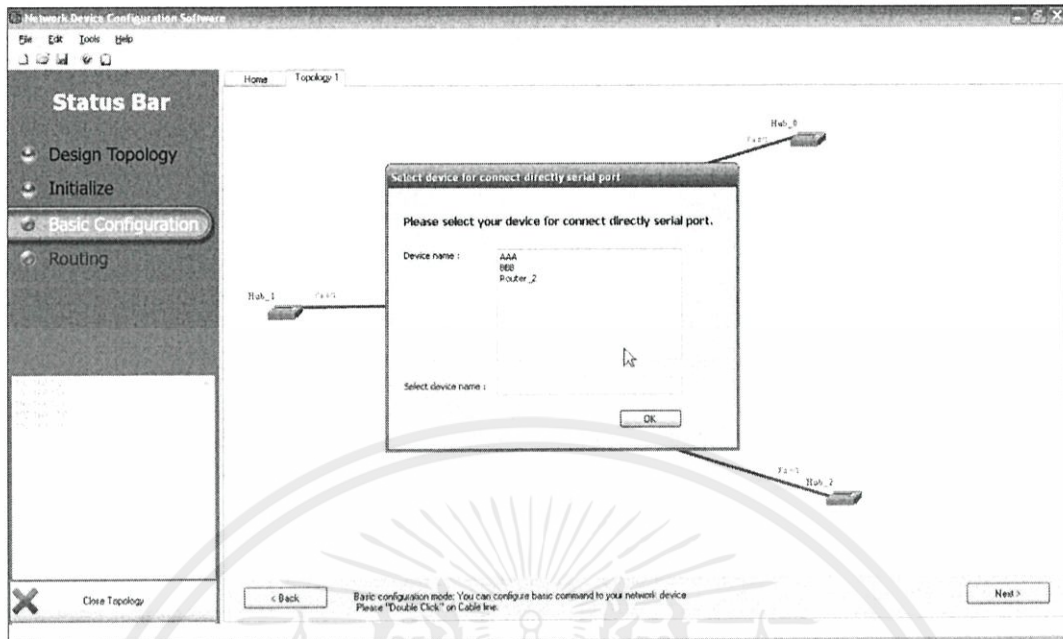 Network Device Configuration Software
File Edit Tools Help
Home Topology 1
Status Bar
Design Topology
Initialize
Basic Configuration
Routing
Hub_0
Hub_1
Select device for connect directly serial port
Please select your device for connect directly serial port.
Device name :
AAA
BBB
Router_2
Select device name :
OK
Hub_2
Close Topology
< Back
Basic configuration mode: You can configure basic command to your network device
Please "Double Click" on Cable line.
Next >